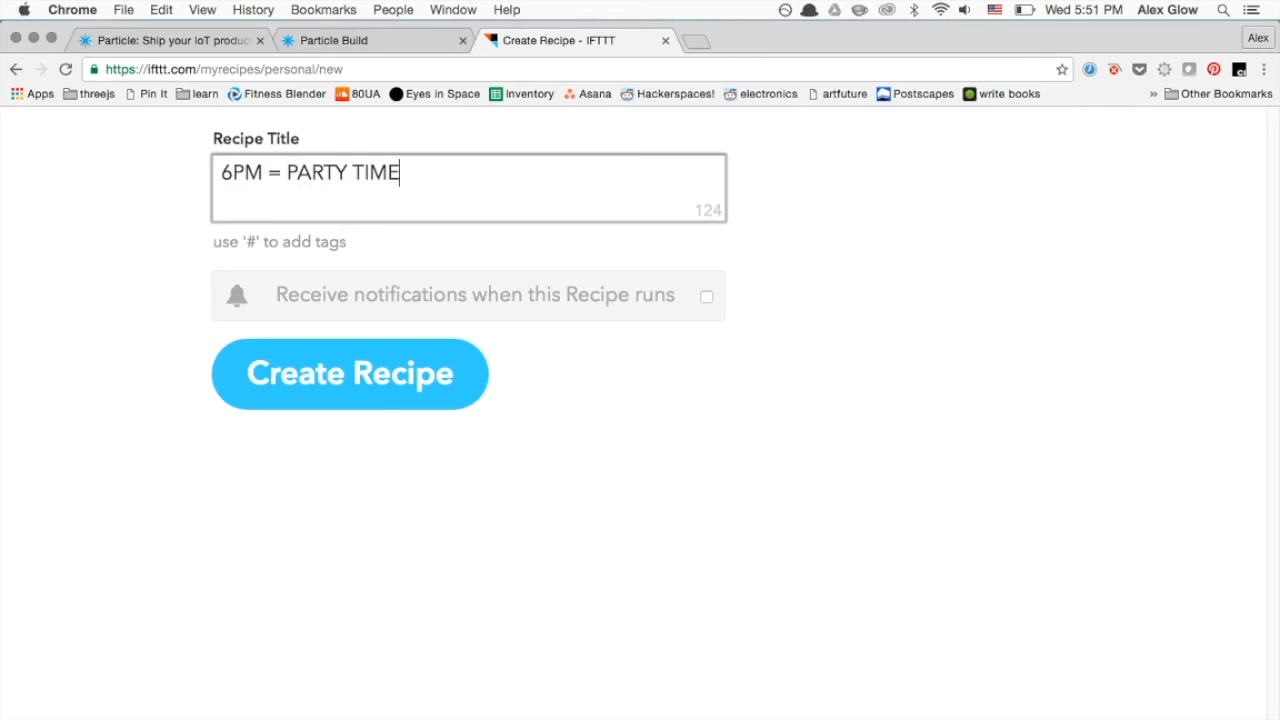 Chrome File Edit View History Bookmarks People Window Help Wed 5:51 PM Alex Glow
Particle: Ship your IoT produc Particle Build Create Recipe - IFTTT Alex
https://ifttt.com/myrecipes/personal/new
Apps threejs Pin It learn Fitness Blender 80UA Eyes in Space Inventory Asana Hackerspaces! electronics artfuture Postscapes write books » Other Bookmarks
Recipe Title
6PM = PARTY TIME
124
use '#' to add tags
Receive notifications when this Recipe runs
Create Recipe